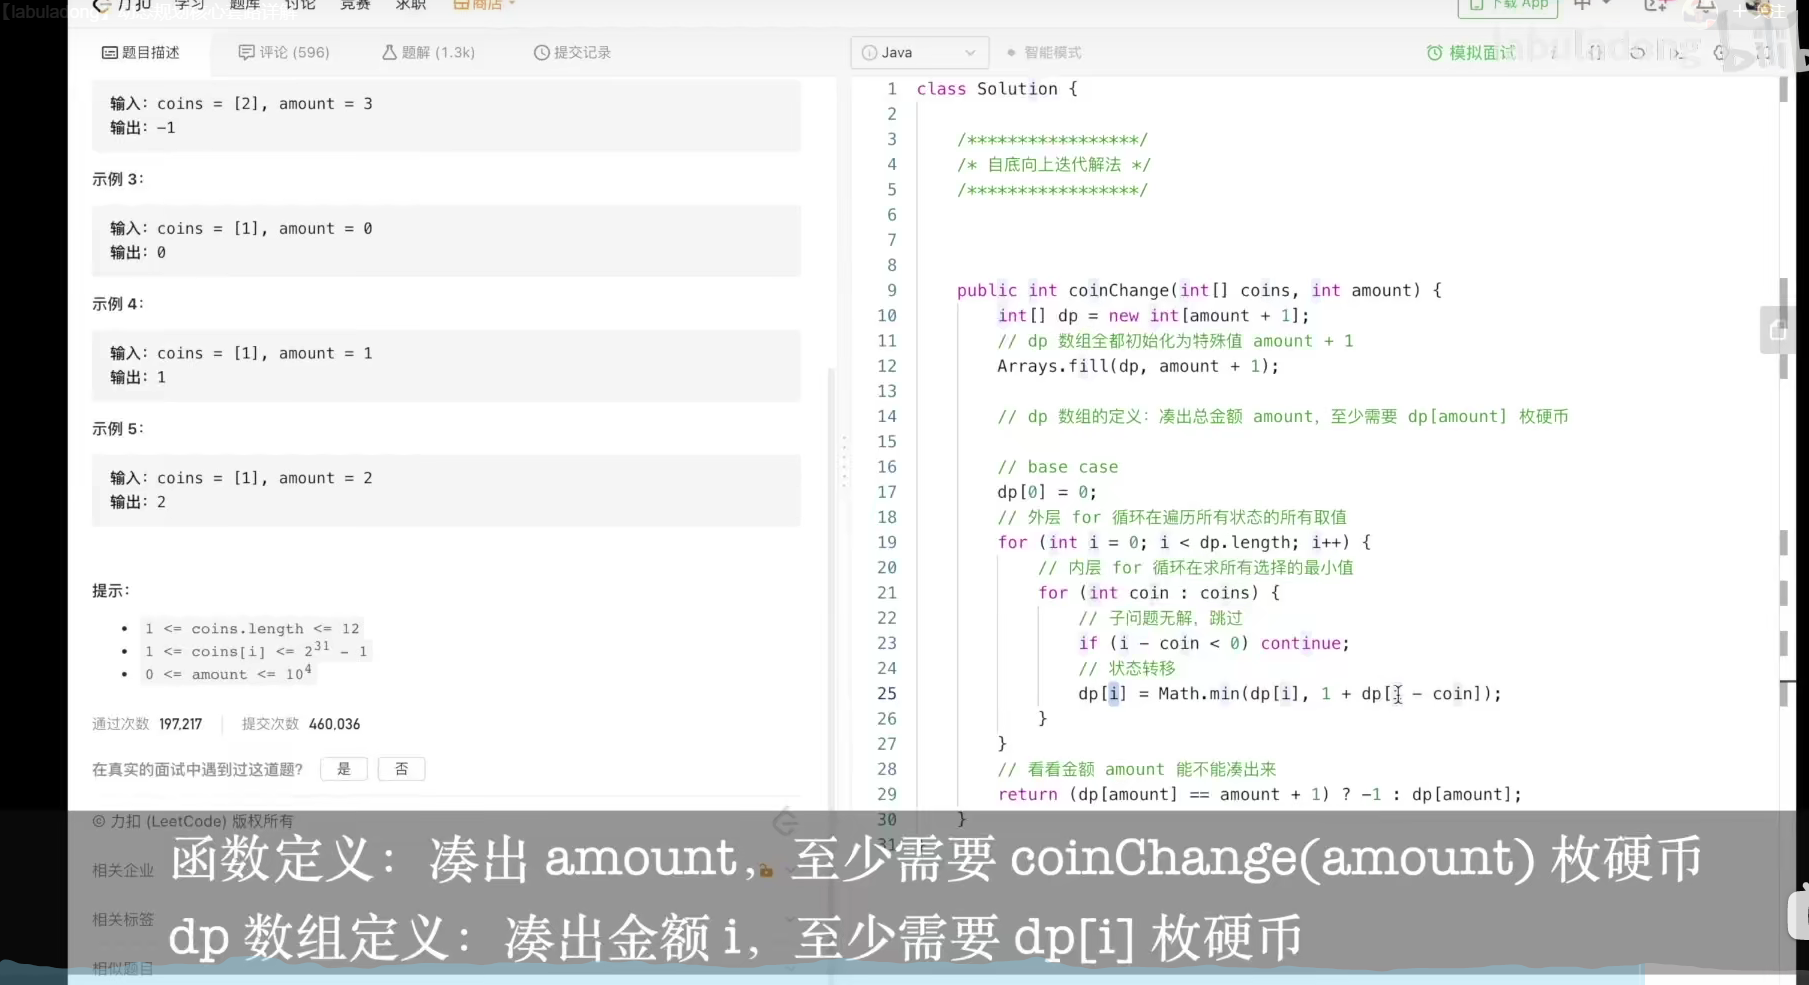 【labuladong】动态规划核心套路详解
力扣 学习 题库 讨论 竞赛 求职 商店
下载 App 中
+ 关注
题目描述 评论 (596) 题解 (1.3k) 提交记录
Java 智能模式 模拟面试
labuladong bilibili
输入: coins = [2], amount = 3
输出: -1
示例 3:
输入: coins = [1], amount = 0
输出: 0
示例 4:
输入: coins = [1], amount = 1
输出: 1
示例 5:
输入: coins = [1], amount = 2
输出: 2
提示:
• 1 <= coins.length <= 12
• 1 <= coins[i] <= 2³¹ - 1
• 0 <= amount <= 10⁴
通过次数 197,217 提交次数 460,036
在真实的面试中遇到过这道题? 是 否
© 力扣 (LeetCode) 版权所有
相关企业
相关标签
相似题目
1 class Solution {
2
3 /*****************/
4 /* 自底向上迭代解法 */
5 /*****************/
6
7
8
9 public int coinChange(int[] coins, int amount) {
10 int[] dp = new int[amount + 1];
11 // dp 数组全都初始化为特殊值 amount + 1
12 Arrays.fill(dp, amount + 1);
13
14 // dp 数组的定义: 凑出总金额 amount，至少需要 dp[amount] 枚硬币
15
16 // base case
17 dp[0] = 0;
18 // 外层 for 循环在遍历所有状态的所有取值
19 for (int i = 0; i < dp.length; i++) {
20 // 内层 for 循环在求所有选择的最小值
21 for (int coin : coins) {
22 // 子问题无解，跳过
23 if (i - coin < 0) continue;
24 // 状态转移
25 dp[i] = Math.min(dp[i], 1 + dp[i - coin]);
26 }
27 }
28 // 看看金额 amount 能不能凑出来
29 return (dp[amount] == amount + 1) ? -1 : dp[amount];
30 }
31
函数定义：凑出 amount，至少需要 coinChange(amount) 枚硬币
dp 数组定义：凑出金额 i，至少需要 dp[i] 枚硬币